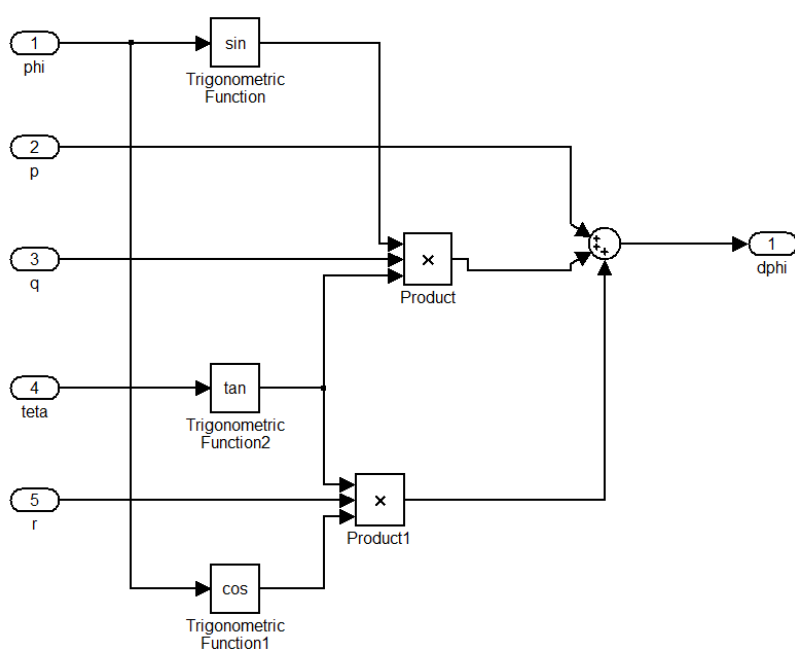 1
phi
sin
Trigonometric
Function
2
p
3
q
×
Product
+
+
+
1
dphi
4
teta
tan
Trigonometric
Function2
5
r
×
Product1
cos
Trigonometric
Function1